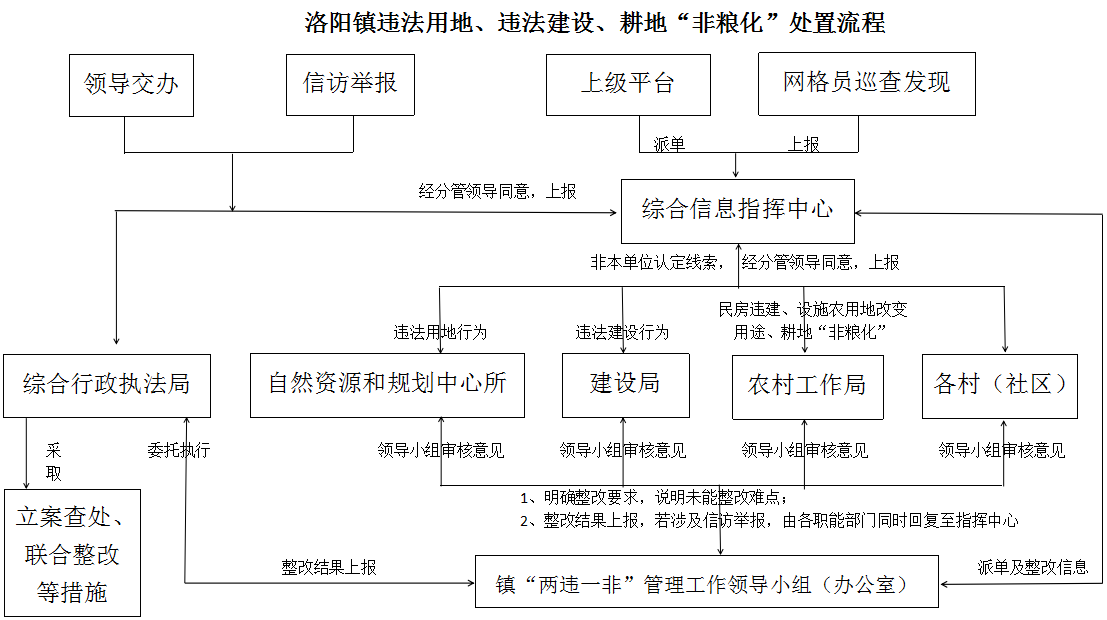 洛阳镇违法用地、违法建设、耕地“非粮化”处置流程
领导交办
信访举报
上级平台
网格员巡查发现
派单
上报
经分管领导同意，上报
综合信息指挥中心
非本单位认定线索，
经分管领导同意，上报
违法用地行为
违法建设行为
民房违建、设施农用地改变
用途、耕地“非粮化”
综合行政执法局
自然资源和规划中心所
建设局
农村工作局
各村（社区）
采
取
委托执行
领导小组审核意见
领导小组审核意见
领导小组审核意见
领导小组审核意见
1、明确整改要求，说明未能整改难点；
2、整改结果上报，若涉及信访举报，由各职能部门同时回复至指挥中心
立案查处、
联合整改
等措施
整改结果上报
镇“两违一非”管理工作领导小组（办公室）
派单及整改信息